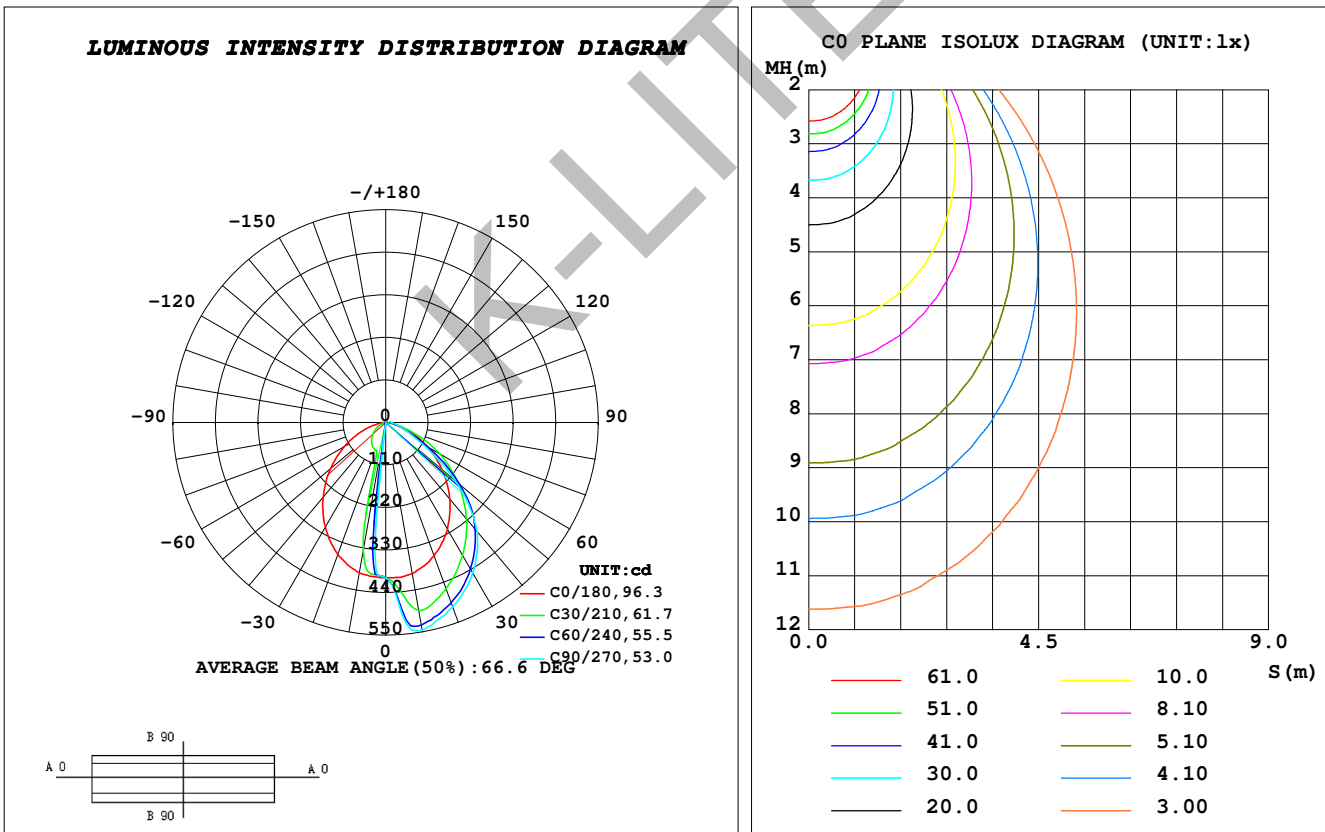 LUMINOUS INTENSITY DISTRIBUTION DIAGRAM
-/+180
-150
150
-120
120
-90
0
90
110
-60
220
60
330
440
-30
550
30
0
UNIT:cd
C0/180,96.3
C30/210,61.7
C60/240,55.5
C90/270,53.0
AVERAGE BEAM ANGLE(50%):66.6 DEG
B 90
A 0
A 0
B 90
C0 PLANE ISOLUX DIAGRAM (UNIT:lx)
MH(m)
2
3
4
5
6
7
8
9
10
11
12
0.0
4.5
9.0
S(m)
61.0
10.0
51.0
8.10
41.0
5.10
30.0
4.10
20.0
3.00
K-LITE